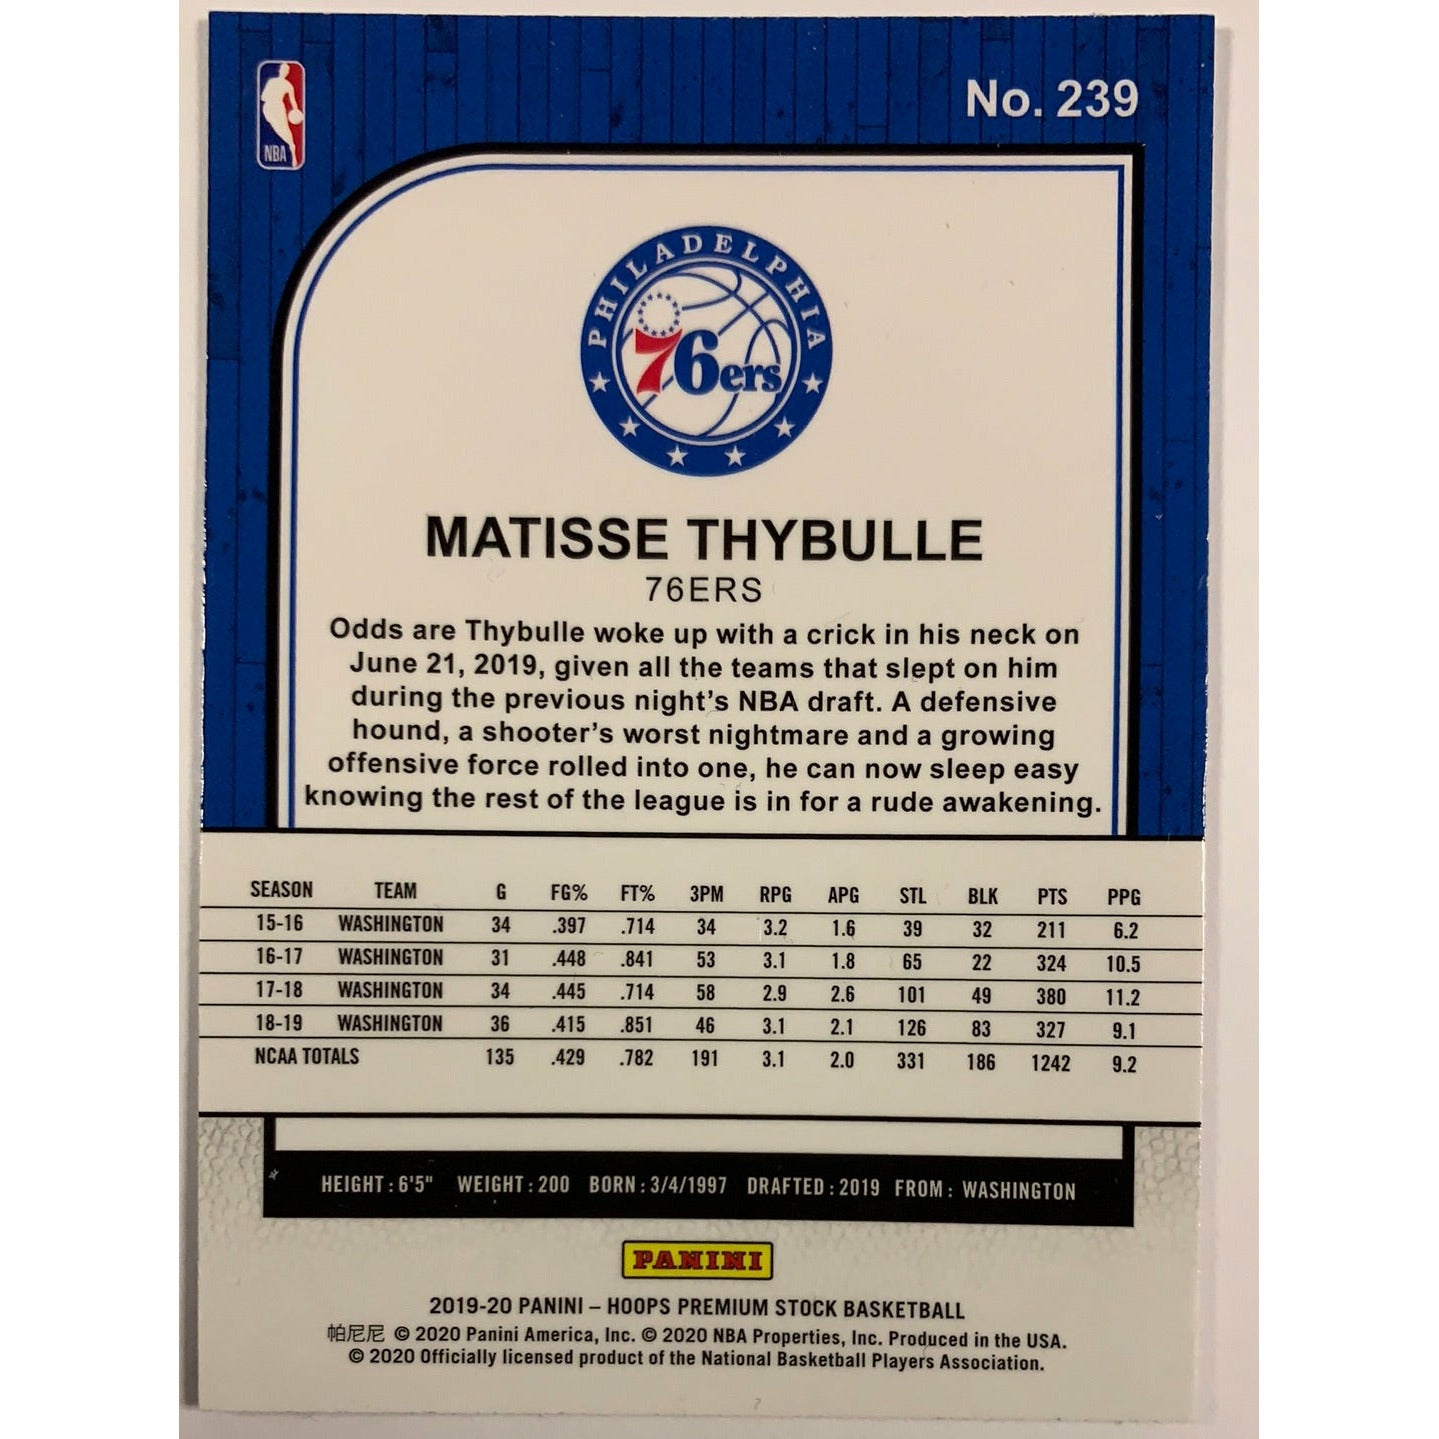 No. 239
NBA
PHILADELPHIA
76ers
MATISSE THYBULLE
76ERS
Odds are Thybulle woke up with a crick in his neck on
June 21, 2019, given all the teams that slept on him
during the previous night's NBA draft. A defensive
hound, a shooter's worst nightmare and a growing
offensive force rolled into one, he can now sleep easy
knowing the rest of the league is in for a rude awakening.
SEASON TEAM G FG% FT% 3PM RPG APG STL BLK PTS PPG
15-16 WASHINGTON 34 .397 .714 34 3.2 1.6 39 32 211 6.2
16-17 WASHINGTON 31 .448 .841 53 3.1 1.8 65 22 324 10.5
17-18 WASHINGTON 34 .445 .714 58 2.9 2.6 101 49 380 11.2
18-19 WASHINGTON 36 .415 .851 46 3.1 2.1 126 83 327 9.1
NCAA TOTALS 135 .429 .782 191 3.1 2.0 331 186 1242 9.2
HEIGHT : 6'5" WEIGHT : 200 BORN : 3/4/1997 DRAFTED : 2019 FROM : WASHINGTON
PANINI
2019-20 PANINI – HOOPS PREMIUM STOCK BASKETBALL
帕尼尼 © 2020 Panini America, Inc. © 2020 NBA Properties, Inc. Produced in the USA.
© 2020 Officially licensed product of the National Basketball Players Association.